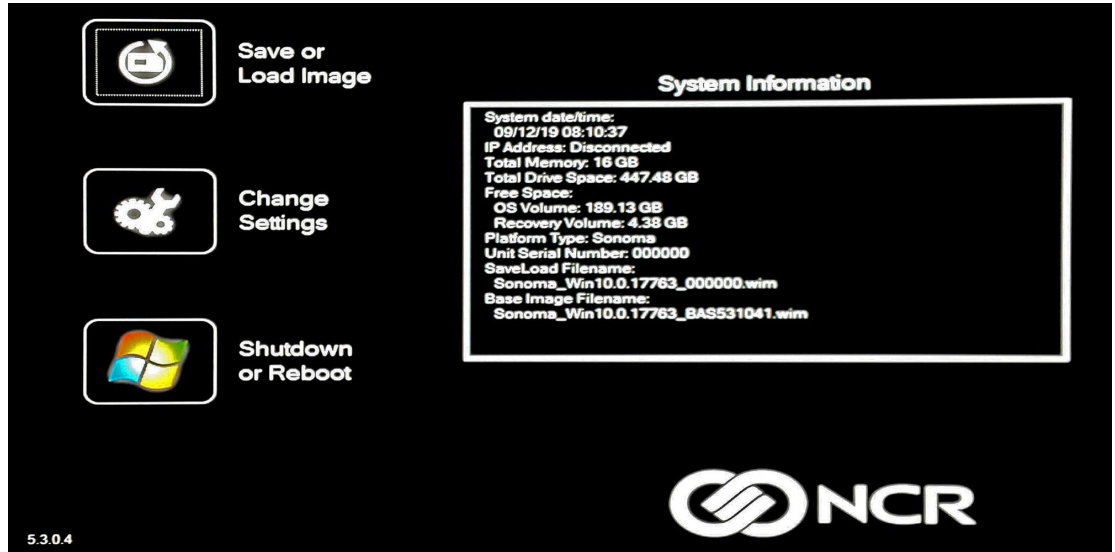 Save or
Load Image
Change
Settings
Shutdown
or Reboot
System Information
System date/time:
09/12/19 08:10:37
IP Address: Disconnected
Total Memory: 16 GB
Total Drive Space: 447.48 GB
Free Space:
OS Volume: 189.13 GB
Recovery Volume: 4.38 GB
Platform Type: Sonoma
Unit Serial Number: 000000
SaveLoad Filename:
Sonoma_Win10.0.17763_000000.wim
Base Image Filename:
Sonoma_Win10.0.17763_BAS531041.wim
NCR
5.3.0.4